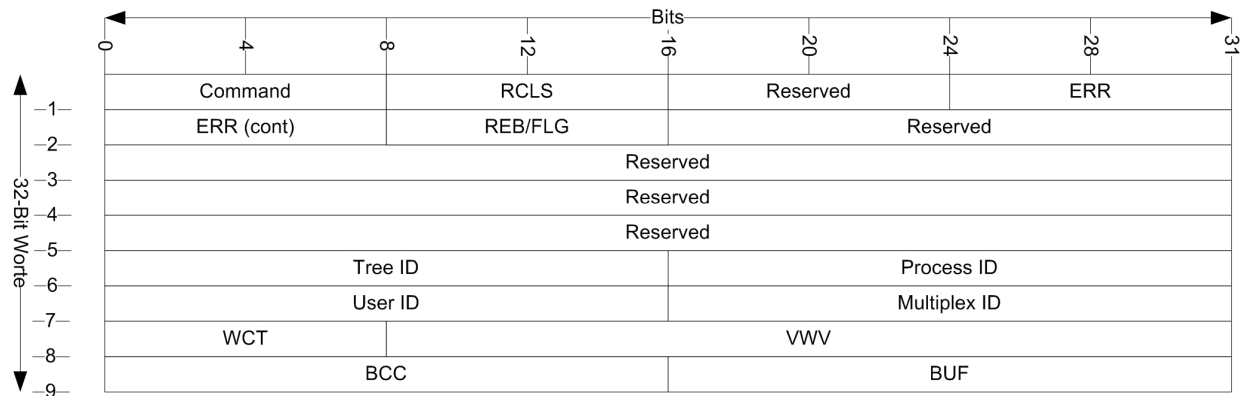 Bits
0 4 8 12 16 20 24 28 31
Command RCLS Reserved ERR
1
ERR (cont) REB/FLG Reserved
2
Reserved
3
Reserved
4
Reserved
5
Tree ID Process ID
6
User ID Multiplex ID
7
WCT VWV
8
BCC BUF
9
32-Bit Worte